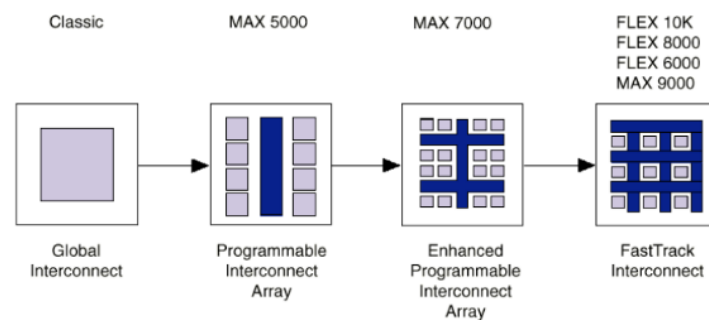 Classic
MAX 5000
MAX 7000
FLEX 10K
FLEX 8000
FLEX 6000
MAX 9000
Global
Interconnect
Programmable
Interconnect
Array
Enhanced
Programmable
Interconnect
Array
FastTrack
Interconnect